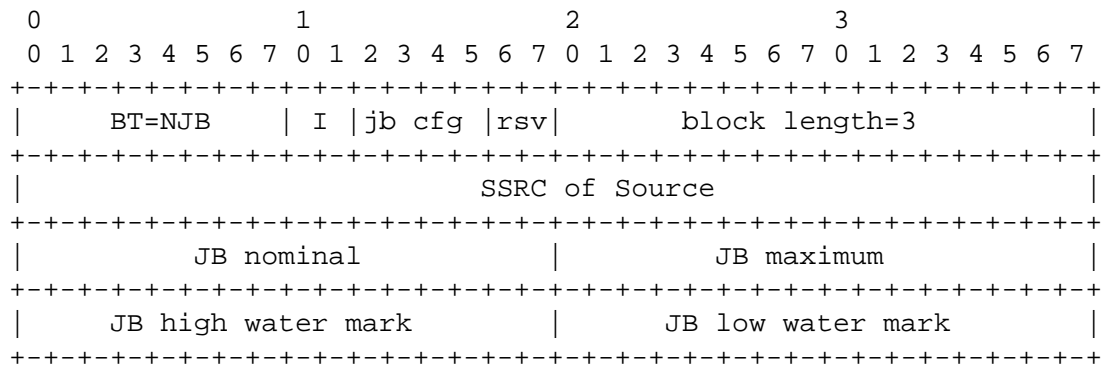 0 1 2 3
0 1 2 3 4 5 6 7 0 1 2 3 4 5 6 7 0 1 2 3 4 5 6 7 0 1 2 3 4 5 6 7
+-+-+-+-+-+-+-+-+-+-+-+-+-+-+-+-+-+-+-+-+-+-+-+-+-+-+-+-+-+-+-+-+
| BT=NJB | I |jb cfg |rsv| block length=3 |
+-+-+-+-+-+-+-+-+-+-+-+-+-+-+-+-+-+-+-+-+-+-+-+-+-+-+-+-+-+-+-+-+
| SSRC of Source |
+-+-+-+-+-+-+-+-+-+-+-+-+-+-+-+-+-+-+-+-+-+-+-+-+-+-+-+-+-+-+-+-+
| JB nominal | JB maximum |
+-+-+-+-+-+-+-+-+-+-+-+-+-+-+-+-+-+-+-+-+-+-+-+-+-+-+-+-+-+-+-+-+
| JB high water mark | JB low water mark |
+-+-+-+-+-+-+-+-+-+-+-+-+-+-+-+-+-+-+-+-+-+-+-+-+-+-+-+-+-+-+-+-+